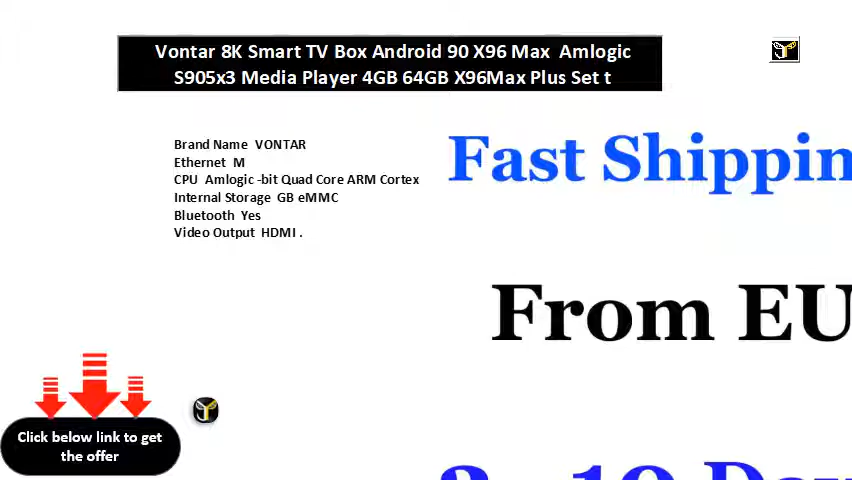 Vontar 8K Smart TV Box Android 90 X96 Max Amlogic
S905x3 Media Player 4GB 64GB X96Max Plus Set t
Brand Name VONTAR
Ethernet M
CPU Amlogic -bit Quad Core ARM Cortex
Internal Storage GB eMMC
Bluetooth Yes
Video Output HDMI .
Fast Shippin
From EU
Click below link to get
the offer